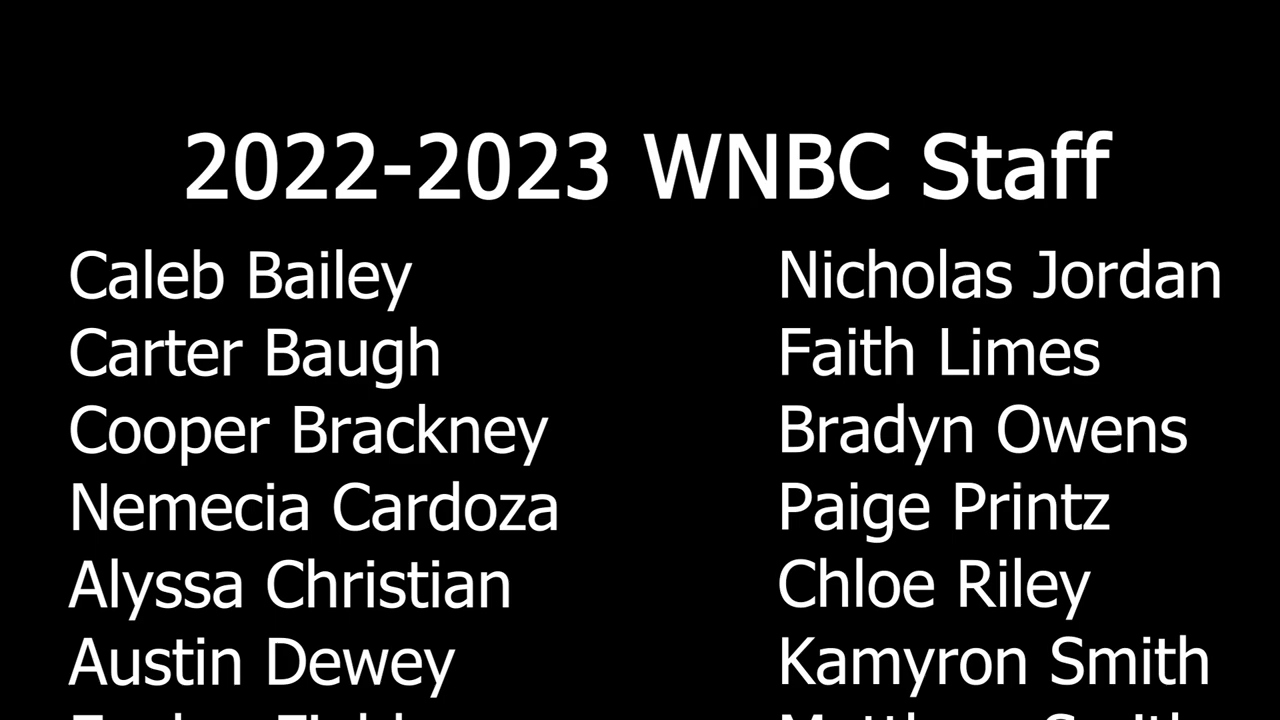 2022-2023 WNBC Staff
Caleb Bailey
Carter Baugh
Cooper Brackney
Nemecia Cardoza
Alyssa Christian
Austin Dewey
Nicholas Jordan
Faith Limes
Bradyn Owens
Paige Printz
Chloe Riley
Kamyron Smith